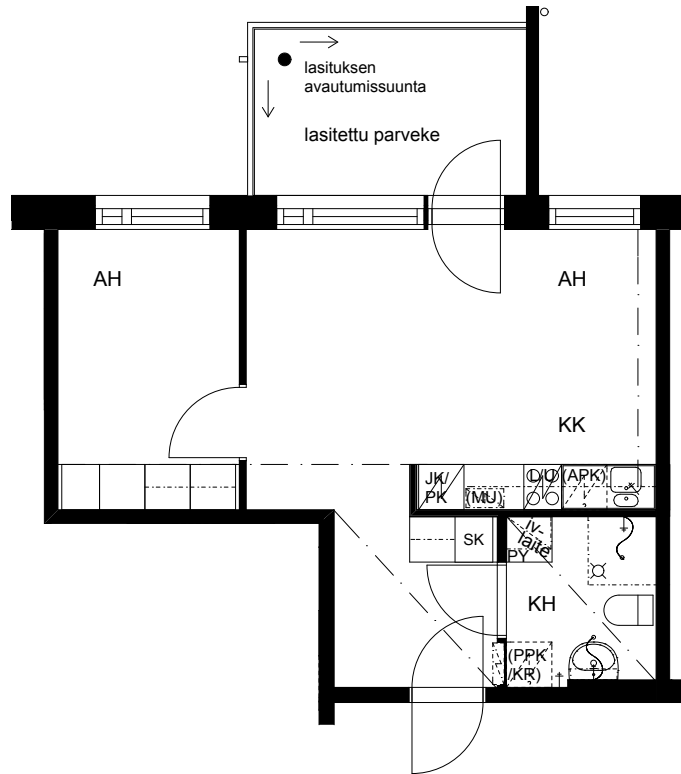 lasituksen
avautumissuunta
lasitettu parveke
AH
AH
KK
JK/
PK
(MU)
L/U
(APK)
SK
iv-
laite
PY
KH
(PPK
/KR)